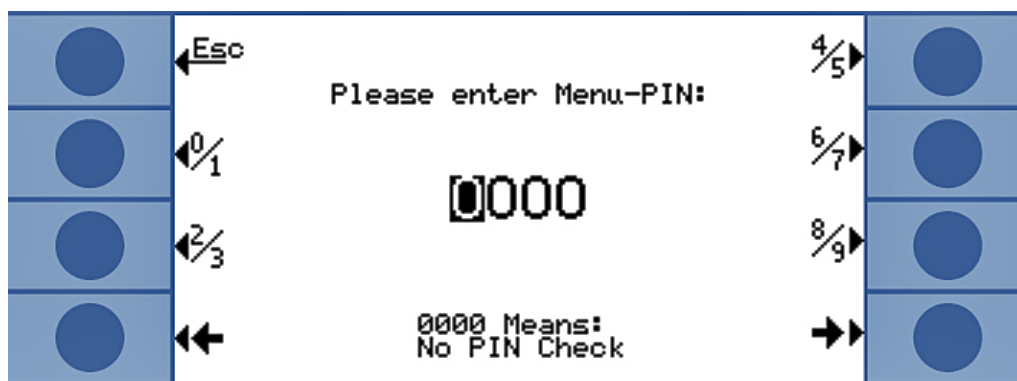 Esc
4/5
Please enter Menu-PIN:
0/1
6/7
0000
2/3
8/9
0000 Means:
No PIN Check